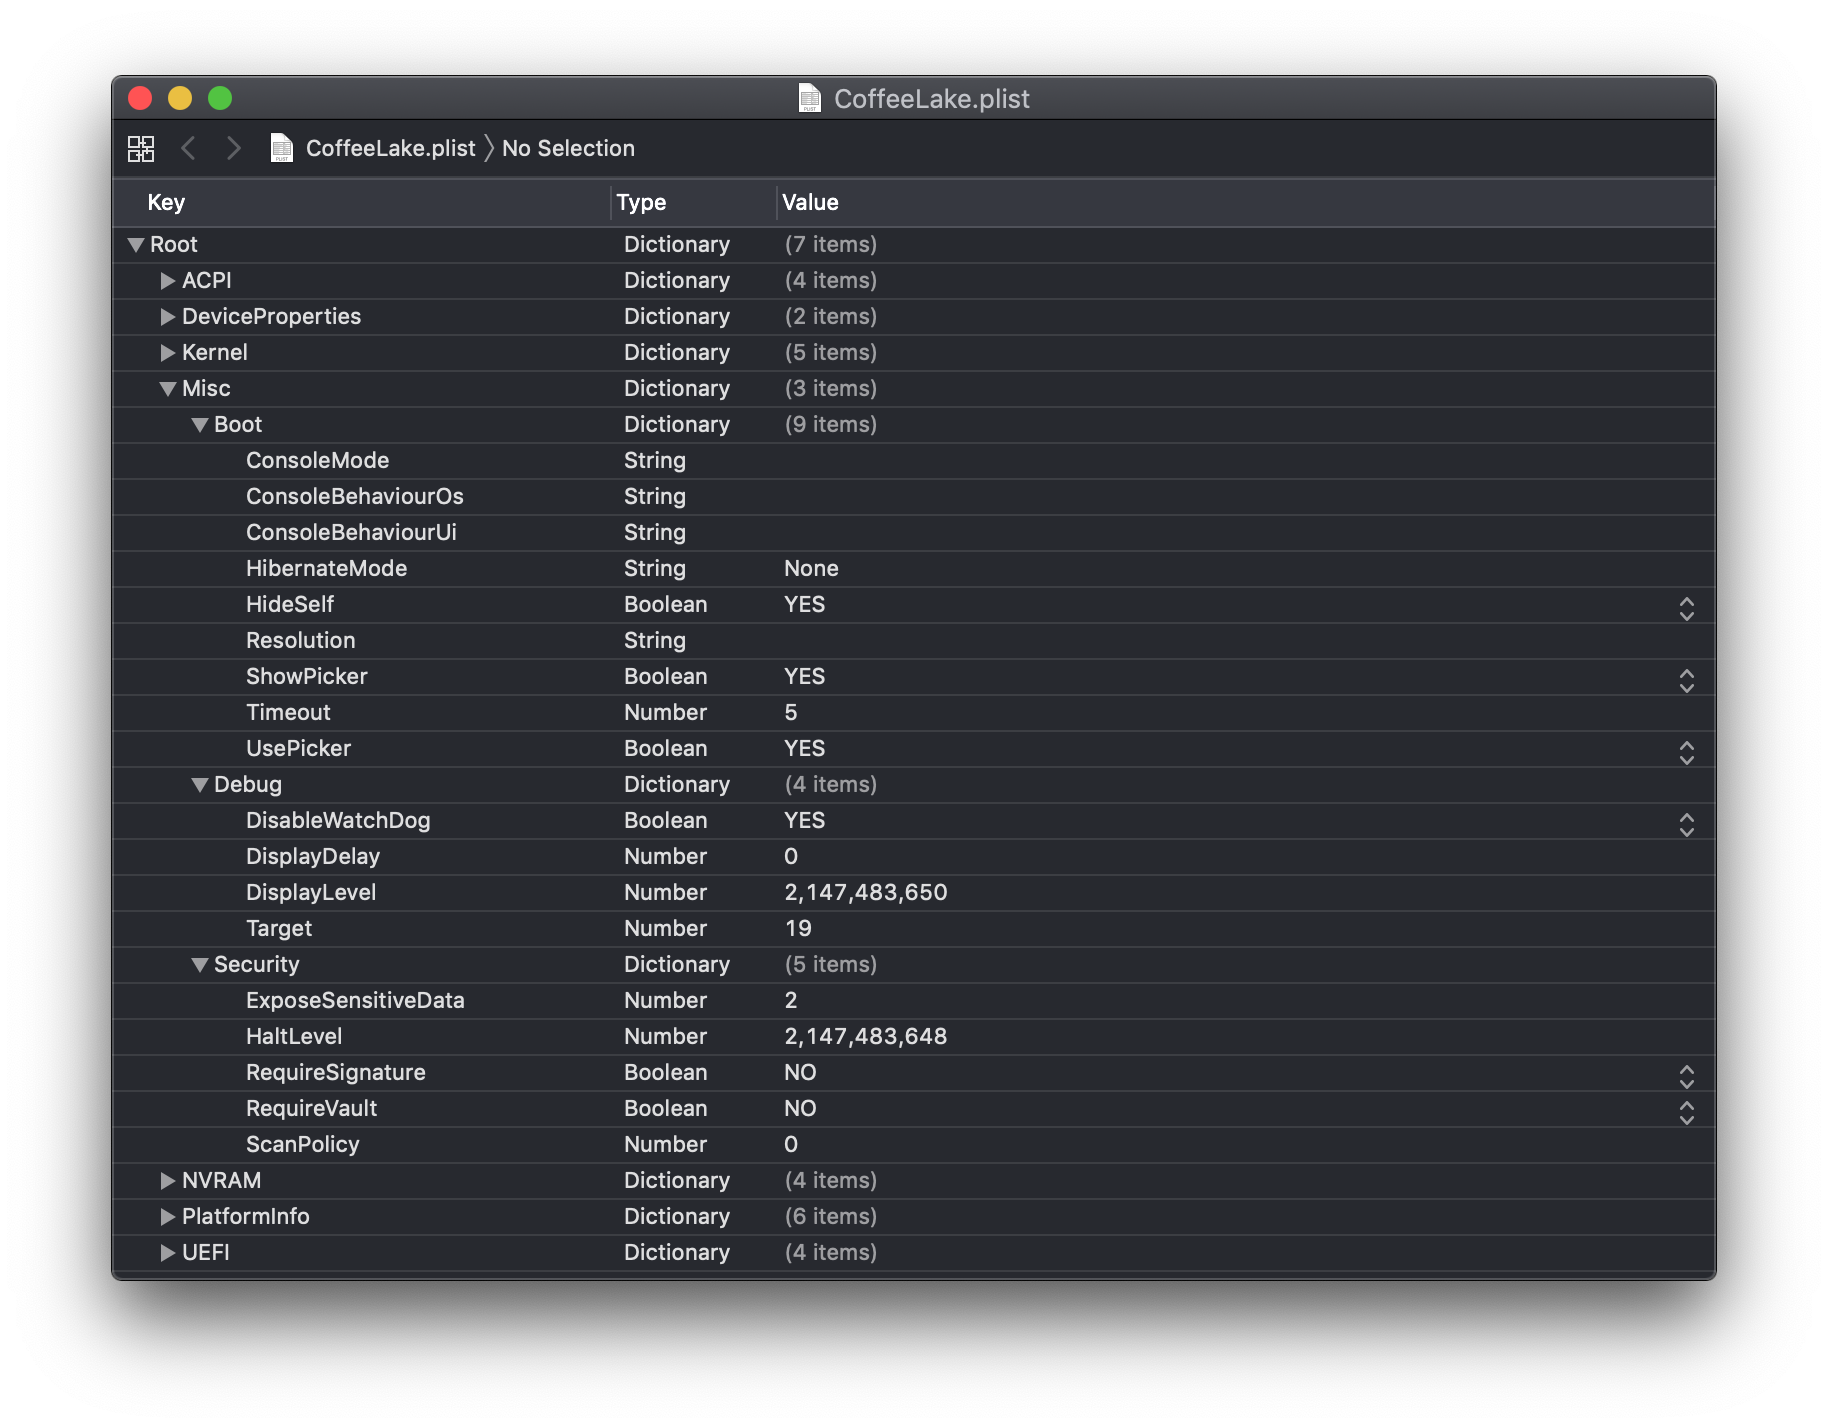 CoffeeLake.plist
CoffeeLake.plist 〉 No Selection
Key Type Value
Root Dictionary (7 items)
ACPI Dictionary (4 items)
DeviceProperties Dictionary (2 items)
Kernel Dictionary (5 items)
Misc Dictionary (3 items)
Boot Dictionary (9 items)
ConsoleMode String
ConsoleBehaviourOs String
ConsoleBehaviourUi String
HibernateMode String None
HideSelf Boolean YES
Resolution String
ShowPicker Boolean YES
Timeout Number 5
UsePicker Boolean YES
Debug Dictionary (4 items)
DisableWatchDog Boolean YES
DisplayDelay Number 0
DisplayLevel Number 2,147,483,650
Target Number 19
Security Dictionary (5 items)
ExposeSensitiveData Number 2
HaltLevel Number 2,147,483,648
RequireSignature Boolean NO
RequireVault Boolean NO
ScanPolicy Number 0
NVRAM Dictionary (4 items)
PlatformInfo Dictionary (6 items)
UEFI Dictionary (4 items)